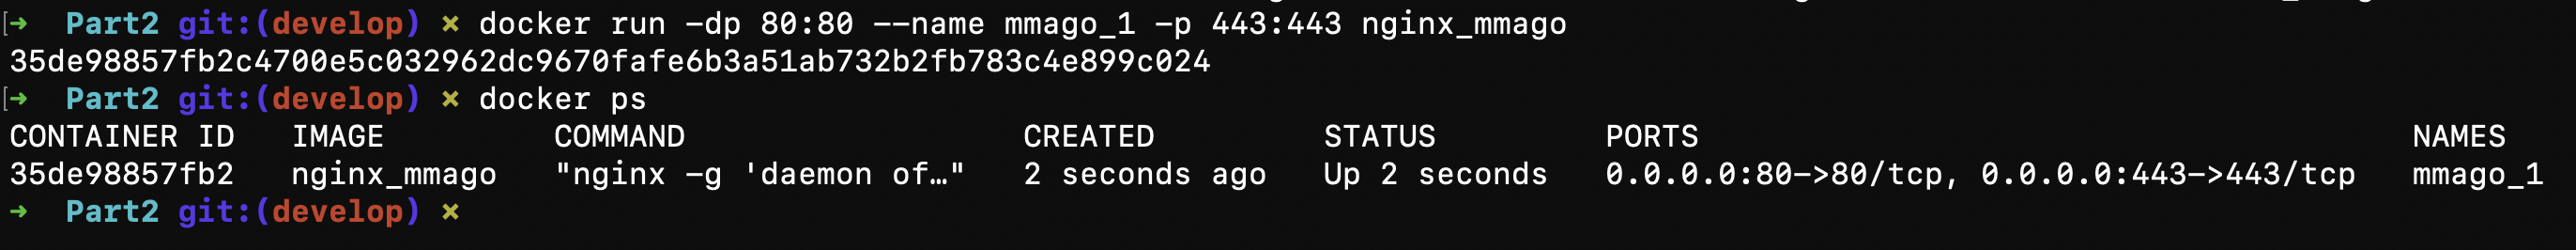 [➜  Part2 git:(develop) ✗ docker run -dp 80:80 --name mmago_1 -p 443:443 nginx_mmago
35de98857fb2c4700e5c032962dc9670fafe6b3a51ab732b2fb783c4e899c024
[➜  Part2 git:(develop) ✗ docker ps
CONTAINER ID   IMAGE         COMMAND                  CREATED         STATUS         PORTS                                      NAMES
35de98857fb2   nginx_mmago   "nginx -g 'daemon of…"   2 seconds ago   Up 2 seconds   0.0.0.0:80->80/tcp, 0.0.0.0:443->443/tcp   mmago_1
➜  Part2 git:(develop) ✗